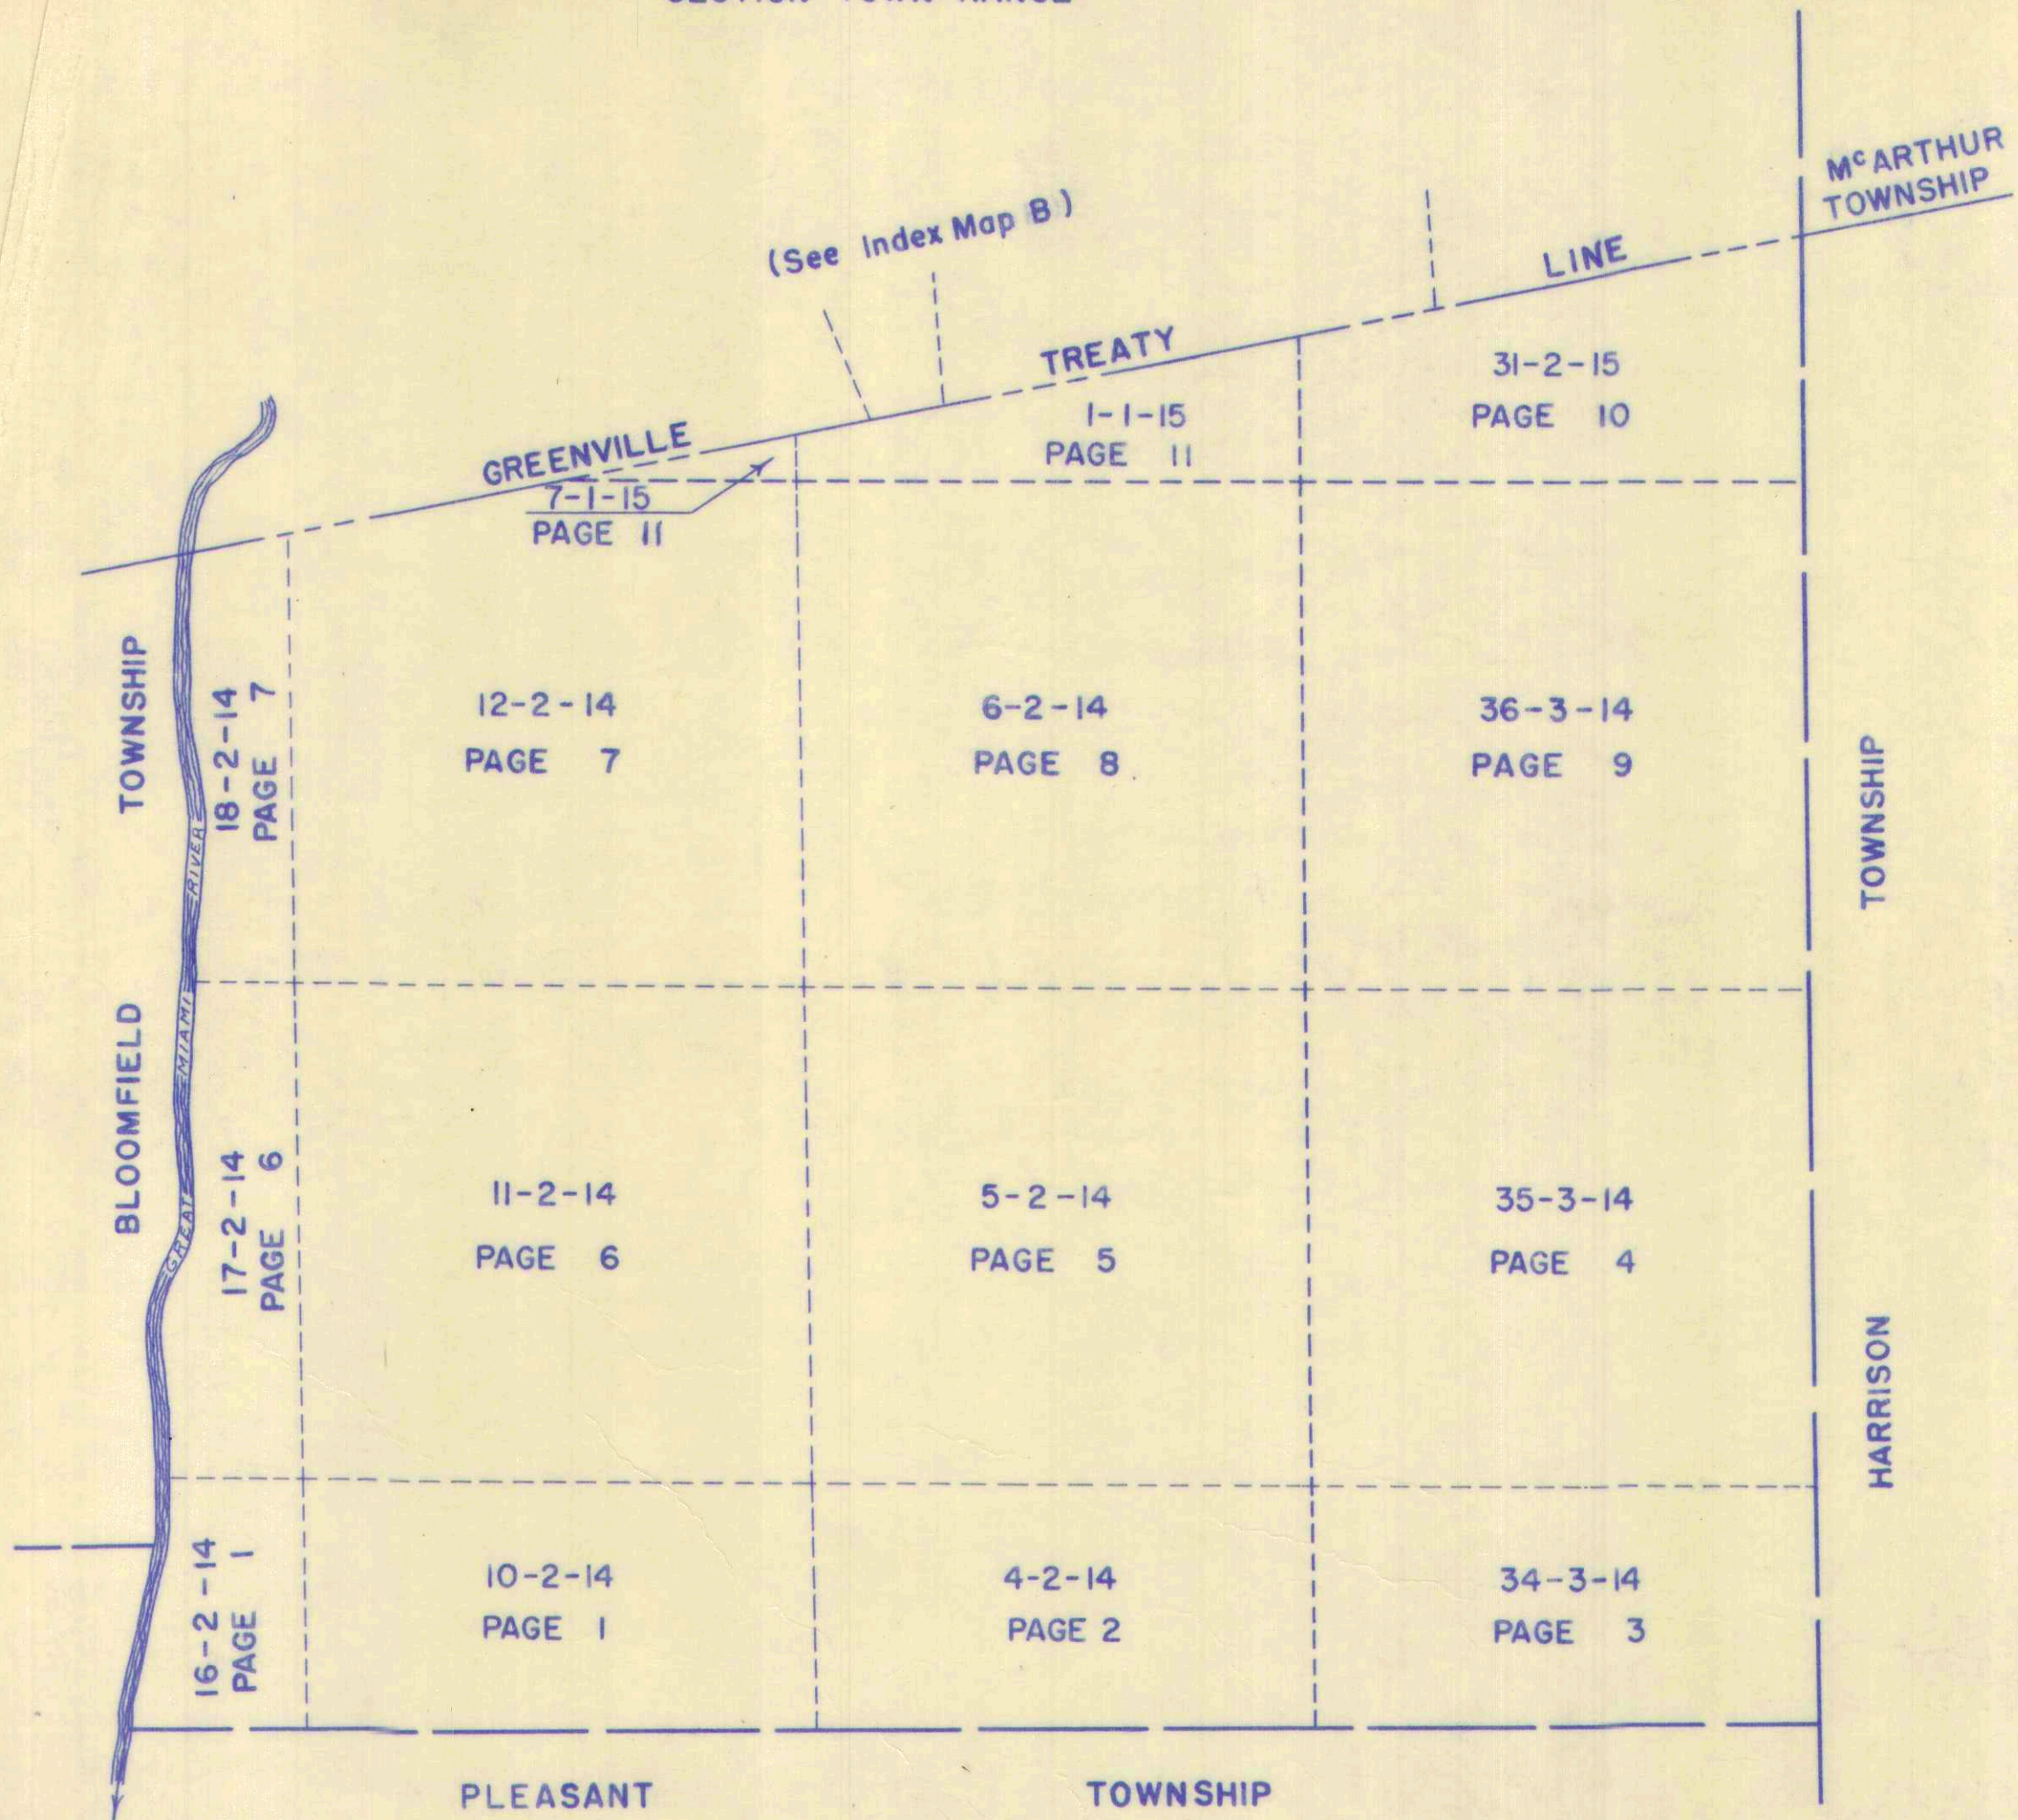 SECTION TOWN RANGE
McARTHUR
TOWNSHIP
(See Index Map B)
GREENVILLE TREATY LINE
31-2-15
PAGE 10
1-1-15
PAGE 11
7-1-15
PAGE 11
BLOOMFIELD TOWNSHIP
18-2-14
PAGE 7
12-2-14
PAGE 7
6-2-14
PAGE 8
36-3-14
PAGE 9
HARRISON TOWNSHIP
GREAT MIAMI RIVER
17-2-14
PAGE 6
11-2-14
PAGE 6
5-2-14
PAGE 5
35-3-14
PAGE 4
16-2-14
PAGE 1
10-2-14
PAGE 1
4-2-14
PAGE 2
34-3-14
PAGE 3
PLEASANT TOWNSHIP